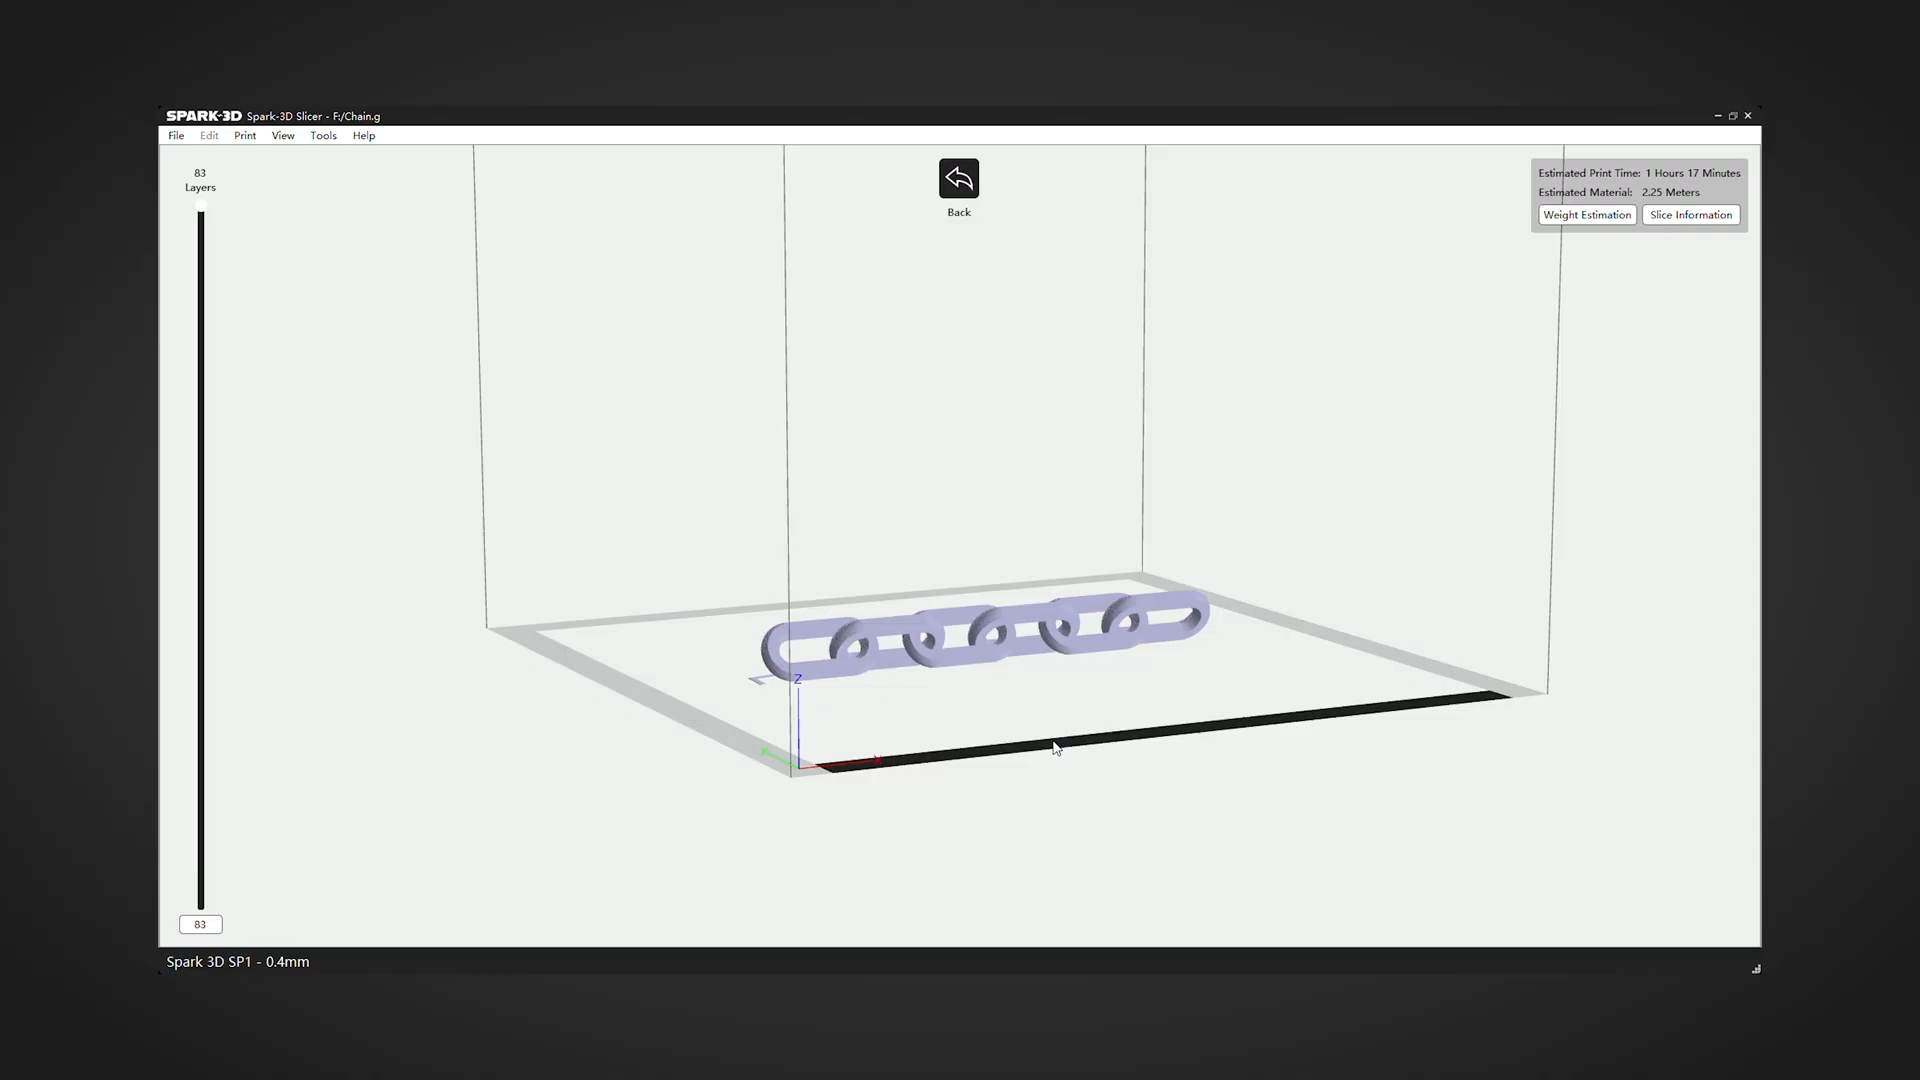 SPARK-3D Spark-3D Slicer - F:/Chain.g
File Edit Print View Tools Help
83
Layers
Back
Estimated Print Time: 1 Hours 17 Minutes
Estimated Material: 2.25 Meters
Weight Estimation Slice Information
Z
X
83
Spark 3D SP1 - 0.4mm